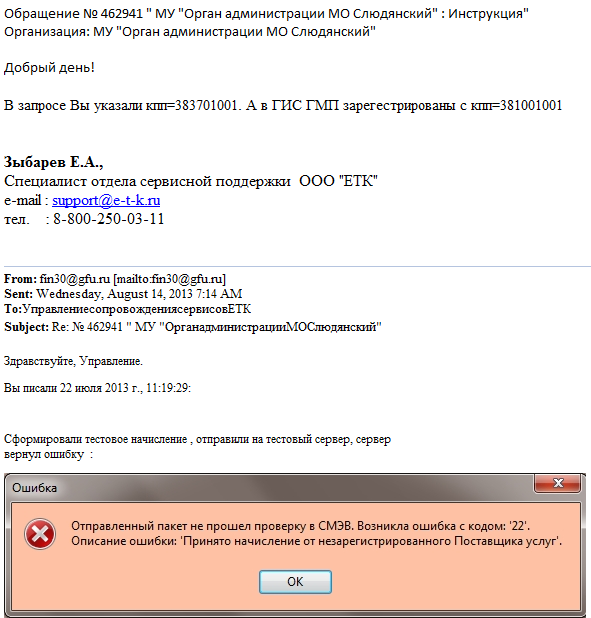 Обращение № 462941 " МУ "Орган администрации МО Слюдянский" : Инструкция"
Организация: МУ "Орган администрации МО Слюдянский"
Добрый день!
В запросе Вы указали кпп=383701001. А в ГИС ГМП зарегестрированы с кпп=381001001
Зыбарев Е.А.,
Специалист отдела сервисной поддержки ООО "ЕТК"
e-mail : support@e-t-k.ru
тел. : 8-800-250-03-11
From: fin30@gfu.ru [mailto:fin30@gfu.ru]
Sent: Wednesday, August 14, 2013 7:14 AM
To:УправлениесопровождениясервисовЕТК
Subject: Re: № 462941 " МУ "ОрганадминистрацииМОСлюдянский"
Здравствуйте, Управление.
Вы писали 22 июля 2013 г., 11:19:29:
Сформировали тестовое начисление , отправили на тестовый сервер, сервер
вернул ошибку :
Ошибка
Отправленный пакет не прошел проверку в СМЭВ. Возникла ошибка с кодом: '22'.
Описание ошибки: 'Принято начисление от незарегистрированного Поставщика услуг'.
OK